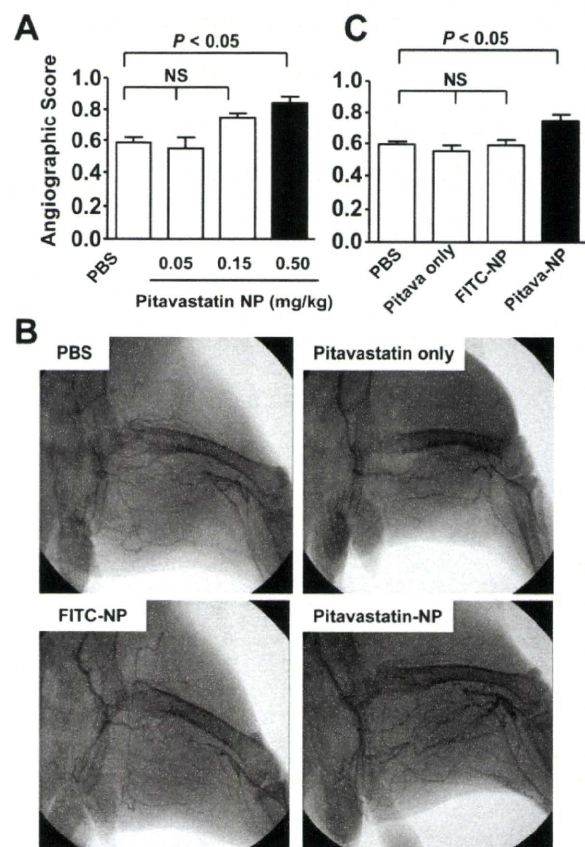 A
P < 0.05
NS
Angiographic Score
1.0
0.8
0.6
0.4
0.2
0.0
PBS
0.05
0.15
0.50
Pitavastatin NP (mg/kg)
C
P < 0.05
NS
1.0
0.8
0.6
0.4
0.2
0.0
PBS
Pitava only
FITC-NP
Pitava-NP
B
PBS
Pitavastatin only
FITC-NP
Pitavastatin-NP